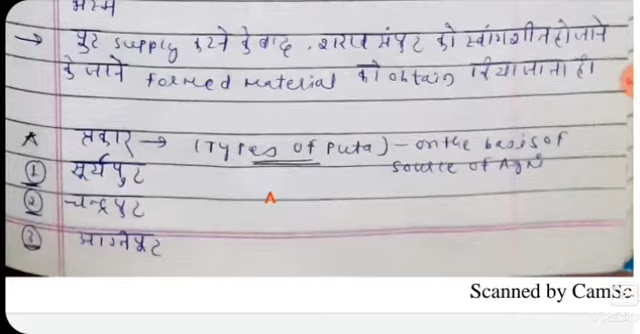 भस्म
→ पुट supply करने के बाद, शराव संपुट को स्वांगशीत हो जाने
के जाने formed material को obtain किया जाता है।
* प्रकार → (Types of Puta) - on the basis of
source of Agni
① सूर्यपुट
② चन्द्रपुट
A
③ आग्नेपुट
Scanned by CamSc